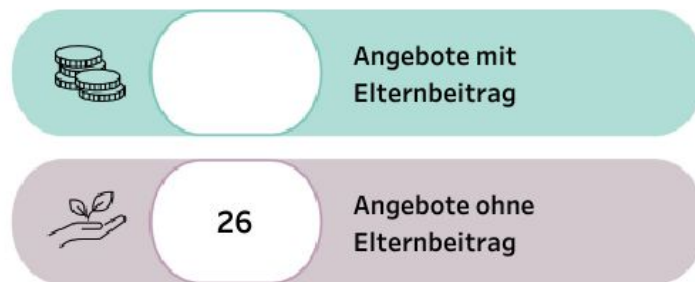 Angebote mit
Elternbeitrag
26
Angebote ohne
Elternbeitrag